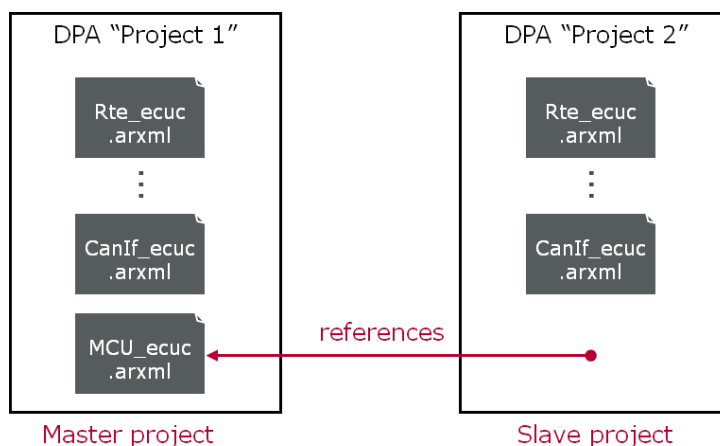 DPA “Project 1”
Rte_ecuc
.arxml
CanIf_ecuc
.arxml
MCU_ecuc
.arxml
Master project
references
DPA “Project 2”
Rte_ecuc
.arxml
CanIf_ecuc
.arxml
Slave project